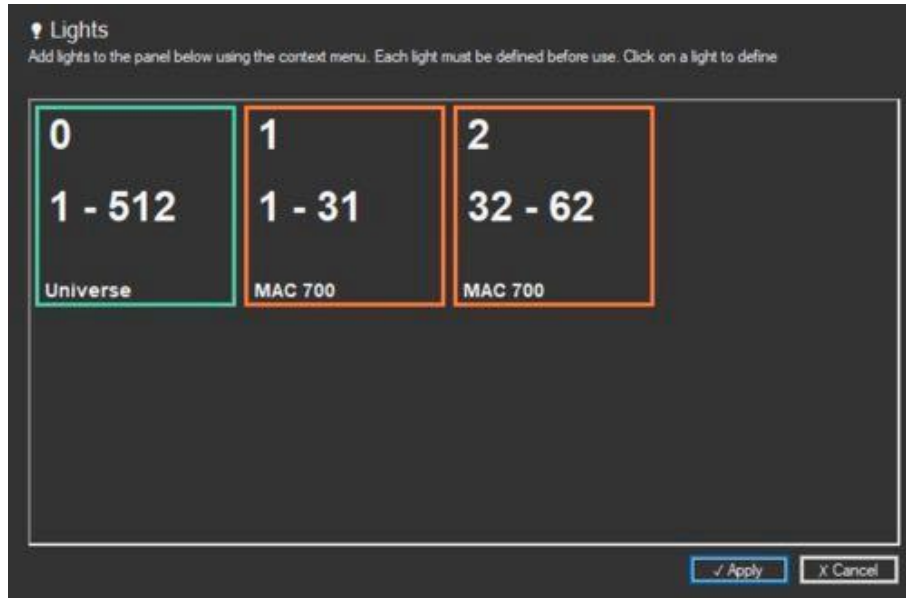 Lights
Add lights to the panel below using the context menu. Each light must be defined before use. Click on a light to define
0
1 - 512
Universe
1
1 - 31
MAC 700
2
32 - 62
MAC 700
✓ Apply
X Cancel